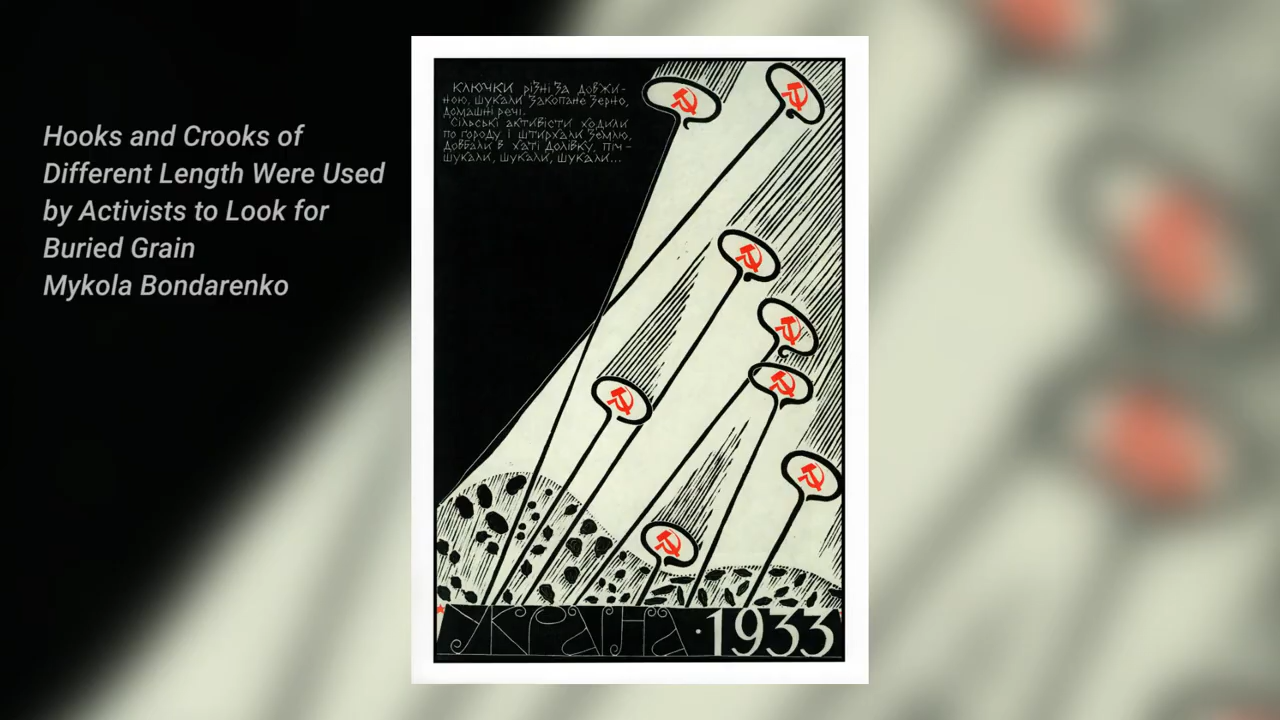 Hooks and Crooks of
Different Length Were Used
by Activists to Look for
Buried Grain
Mykola Bondarenko
КЛЮЧКИ різні за довжи-
ною, шукали закопане зерно,
домашні речі.
Сільські активісти ходили
по городу і штирхали землю,
довбали в хаті долівку, піч –
шукали, шукали, шукали...
УКРАЇНА · 1933